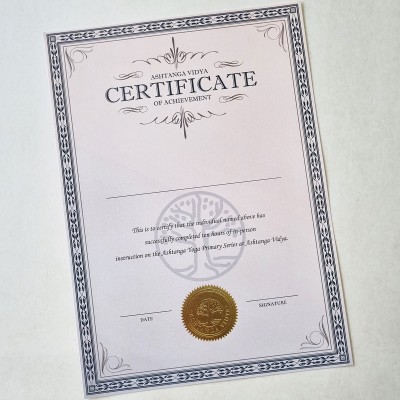 ASHTANGA VIDYA
CERTIFICATE
OF ACHIEVEMENT
This is to certify that the individual named above has
successfully completed ten hours of in-person
instruction on the Ashtanga Yoga Primary Series at Ashtanga Vidya.
DATE
SIGNATURE